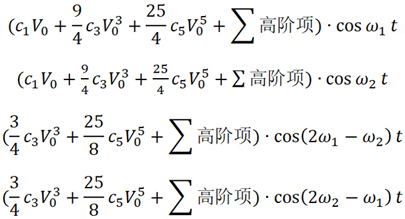 (c₁V₀ + 9/4 c₃V₀³ + 25/4 c₅V₀⁵ + ∑高阶项) · cos ω₁ t
(c₁V₀ + 9/4 c₃V₀³ + 25/4 c₅V₀⁵ + ∑高阶项) · cos ω₂ t
(3/4 c₃V₀³ + 25/8 c₅V₀⁵ + ∑高阶项) · cos(2ω₁ − ω₂) t
(3/4 c₃V₀³ + 25/8 c₅V₀⁵ + ∑高阶项) · cos(2ω₂ − ω₁) t